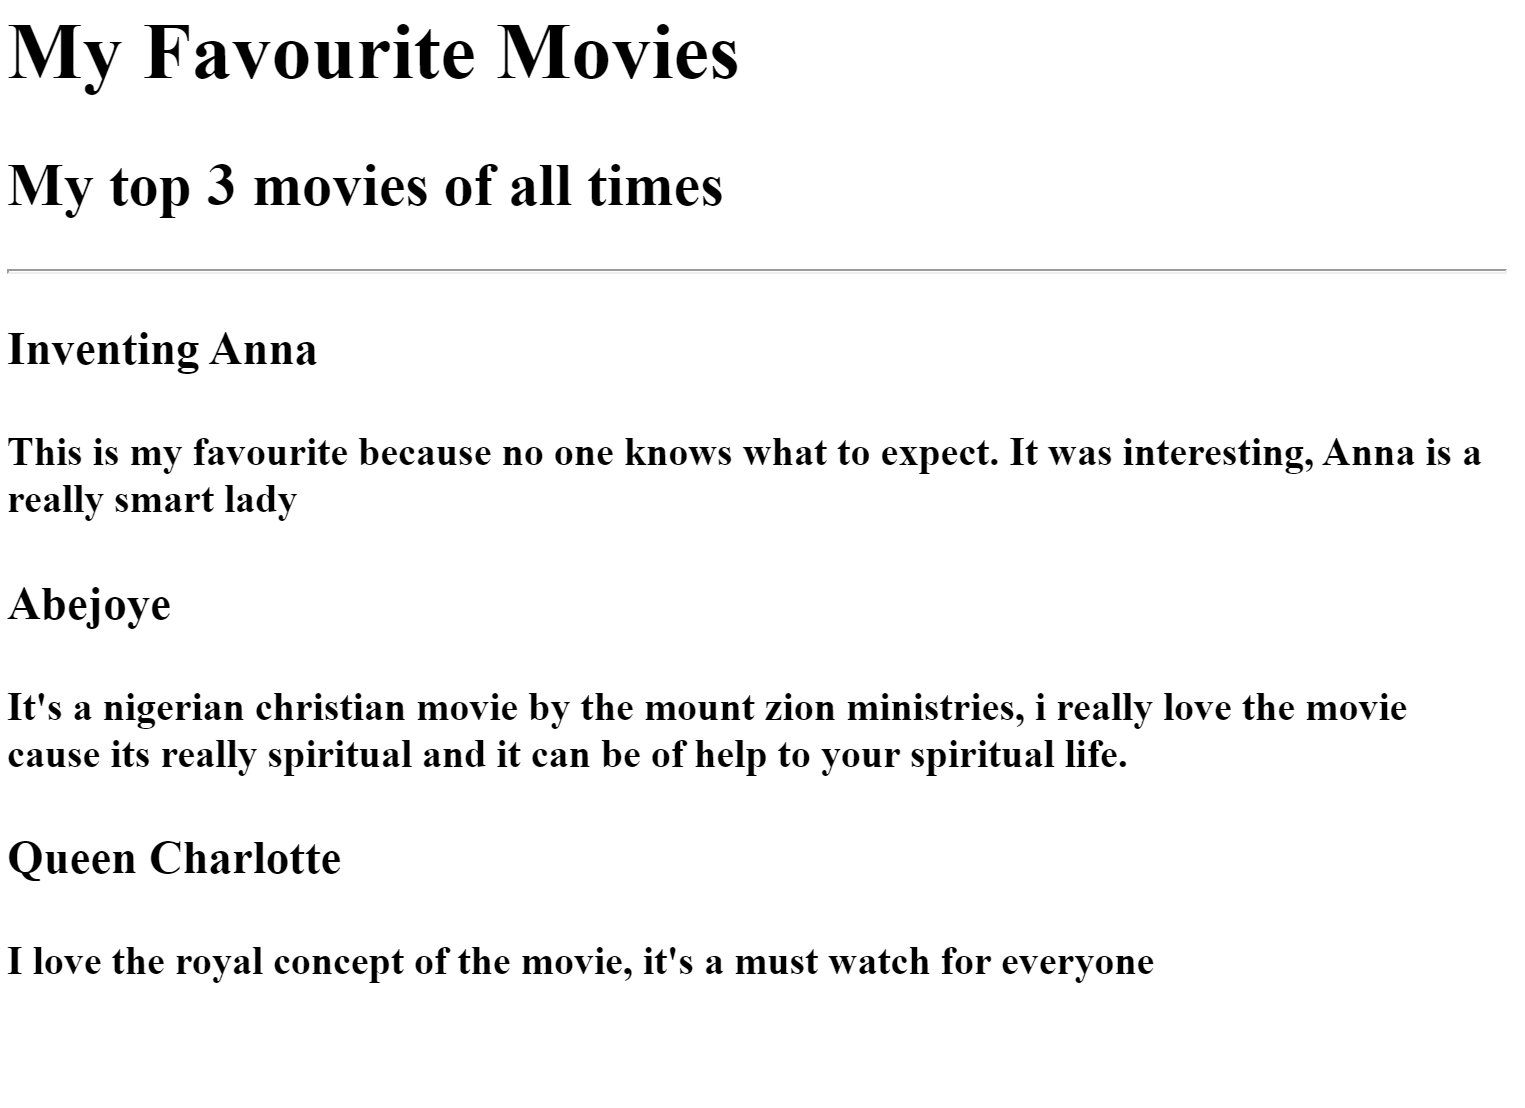 My Favourite Movies
My top 3 movies of all times
Inventing Anna
This is my favourite because no one knows what to expect. It was interesting, Anna is a
really smart lady
Abejoye
It's a nigerian christian movie by the mount zion ministries, i really love the movie
cause its really spiritual and it can be of help to your spiritual life.
Queen Charlotte
I love the royal concept of the movie, it's a must watch for everyone